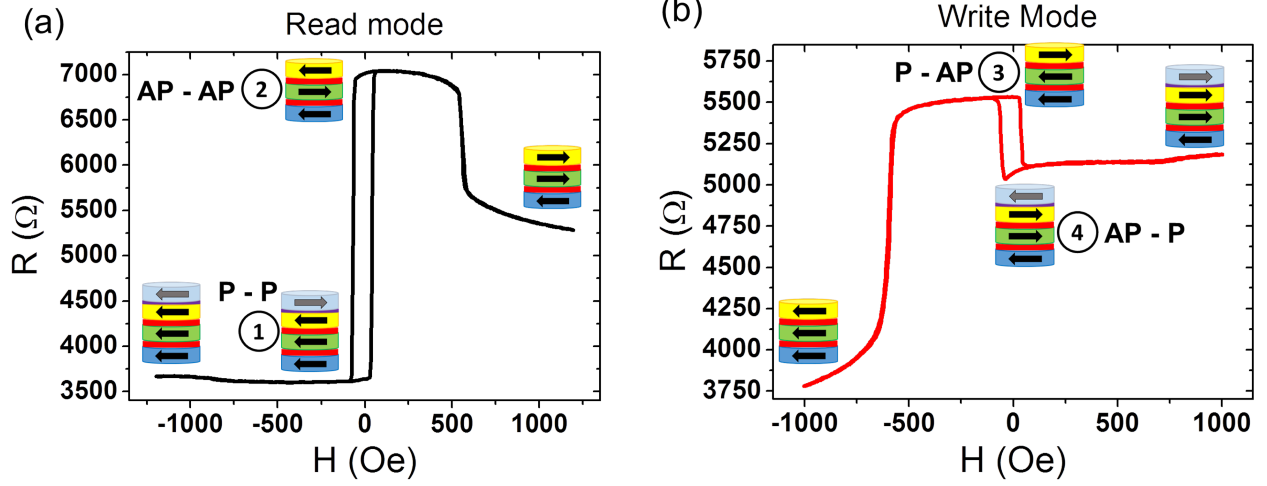 (a)
Read mode
7000
6500
6000
5500
5000
4500
4000
3500
R (Ω)
AP - AP 2
P - P
1
-1000 -500 0 500 1000
H (Oe)
(b)
Write Mode
5750
5500
5250
5000
4750
4500
4250
4000
3750
R (Ω)
P - AP 3
4 AP - P
-1000 -500 0 500 1000
H (Oe)